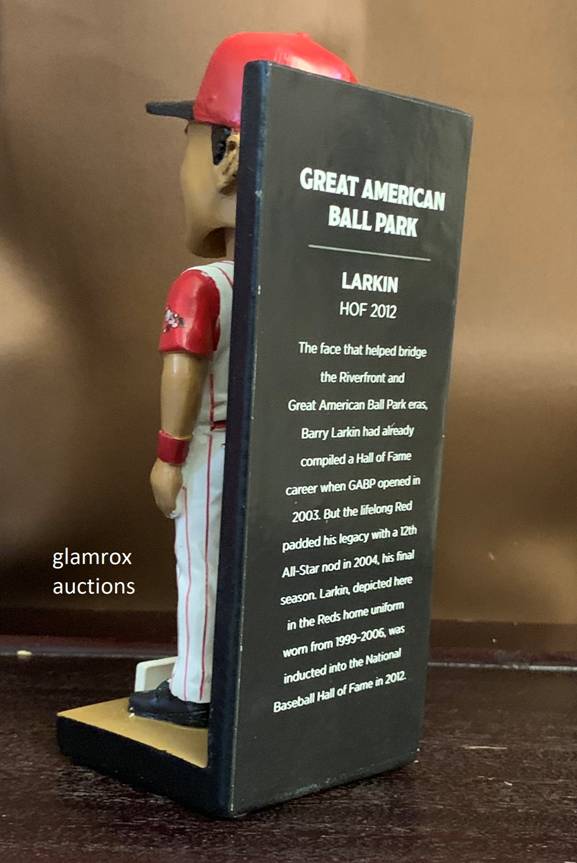 GREAT AMERICAN
BALL PARK
LARKIN
HOF 2012
The face that helped bridge
the Riverfront and
Great American Ball Park eras,
Barry Larkin had already
compiled a Hall of Fame
career when GABP opened in
2003. But the lifelong Red
padded his legacy with a 12th
All-Star nod in 2004, his final
season. Larkin, depicted here
in the Reds home uniform
worn from 1999-2006, was
inducted into the National
Baseball Hall of Fame in 2012.
glamrox
auctions